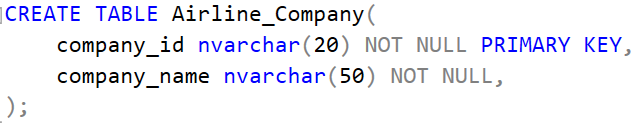 CREATE TABLE Airline_Company(
    company_id nvarchar(20) NOT NULL PRIMARY KEY,
    company_name nvarchar(50) NOT NULL,
);